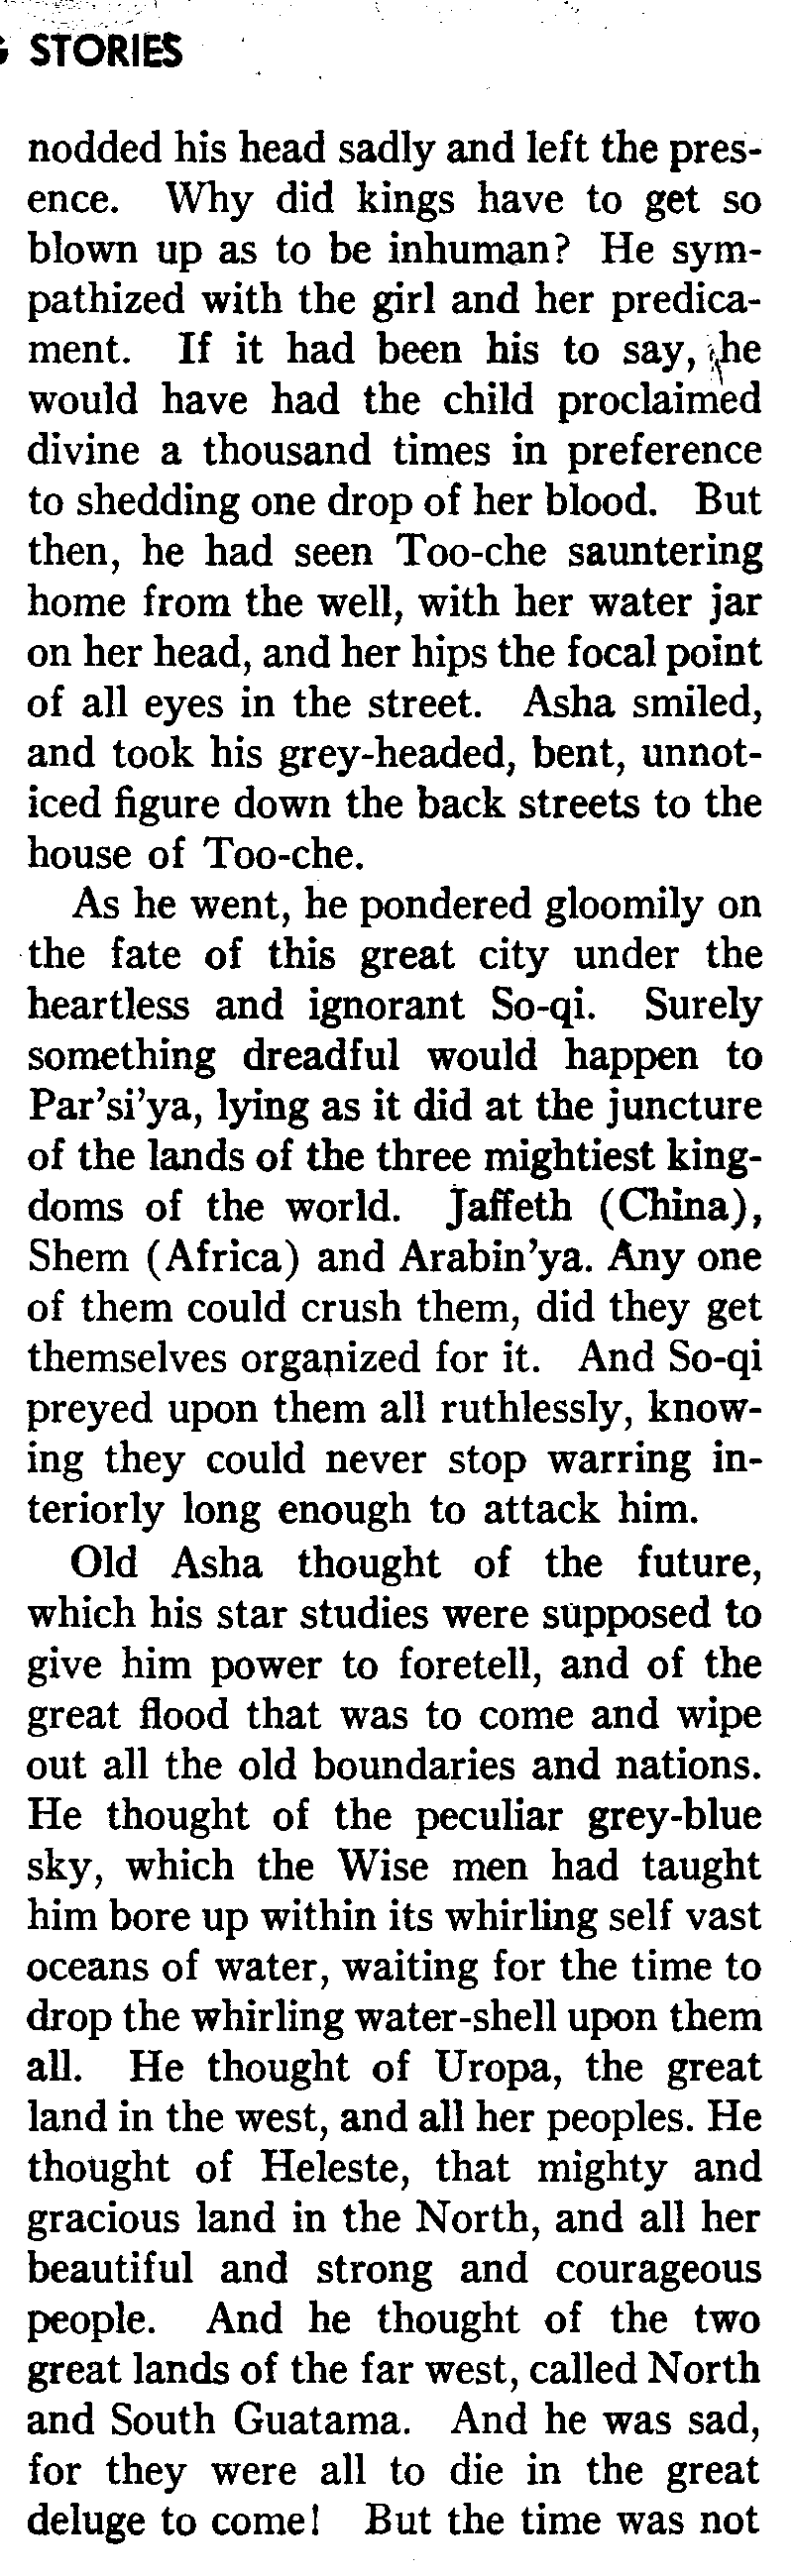 STORIES
nodded his head sadly and left the pres-
ence. Why did kings have to get so
blown up as to be inhuman? He sym-
pathized with the girl and her predica-
ment. If it had been his to say, he
would have had the child proclaimed
divine a thousand times in preference
to shedding one drop of her blood. But
then, he had seen Too-che sauntering
home from the well, with her water jar
on her head, and her hips the focal point
of all eyes in the street. Asha smiled,
and took his grey-headed, bent, unnot-
iced figure down the back streets to the
house of Too-che.
As he went, he pondered gloomily on
the fate of this great city under the
heartless and ignorant So-qi. Surely
something dreadful would happen to
Par'si'ya, lying as it did at the juncture
of the lands of the three mightiest king-
doms of the world. Jaffeth (China),
Shem (Africa) and Arabin'ya. Any one
of them could crush them, did they get
themselves organized for it. And So-qi
preyed upon them all ruthlessly, know-
ing they could never stop warring in-
teriorly long enough to attack him.
Old Asha thought of the future,
which his star studies were supposed to
give him power to foretell, and of the
great flood that was to come and wipe
out all the old boundaries and nations.
He thought of the peculiar grey-blue
sky, which the Wise men had taught
him bore up within its whirling self vast
oceans of water, waiting for the time to
drop the whirling water-shell upon them
all. He thought of Uropa, the great
land in the west, and all her peoples. He
thought of Heleste, that mighty and
gracious land in the North, and all her
beautiful and strong and courageous
people. And he thought of the two
great lands of the far west, called North
and South Guatama. And he was sad,
for they were all to die in the great
deluge to come! But the time was not